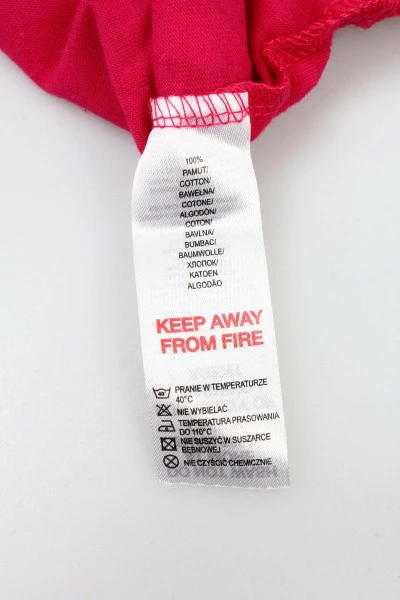 100%
PAMUT/
COTTON/
BAWEŁNA/
COTONE/
ALGODÓN/
COTON/
BAVLNA/
BUMBAC/
BAUMWOLLE/
ХЛОПОК/
KATOEN
ALGODÃO
KEEP AWAY
FROM FIRE
40°
PRANIE W TEMPERATURZE
40°C
NIE WYBIELAĆ
TEMPERATURA PRASOWANIA
DO 110°C
NIE SUSZYĆ W SUSZARCE
BĘBNOWEJ
NIE CZYŚCIĆ CHEMICZNIE